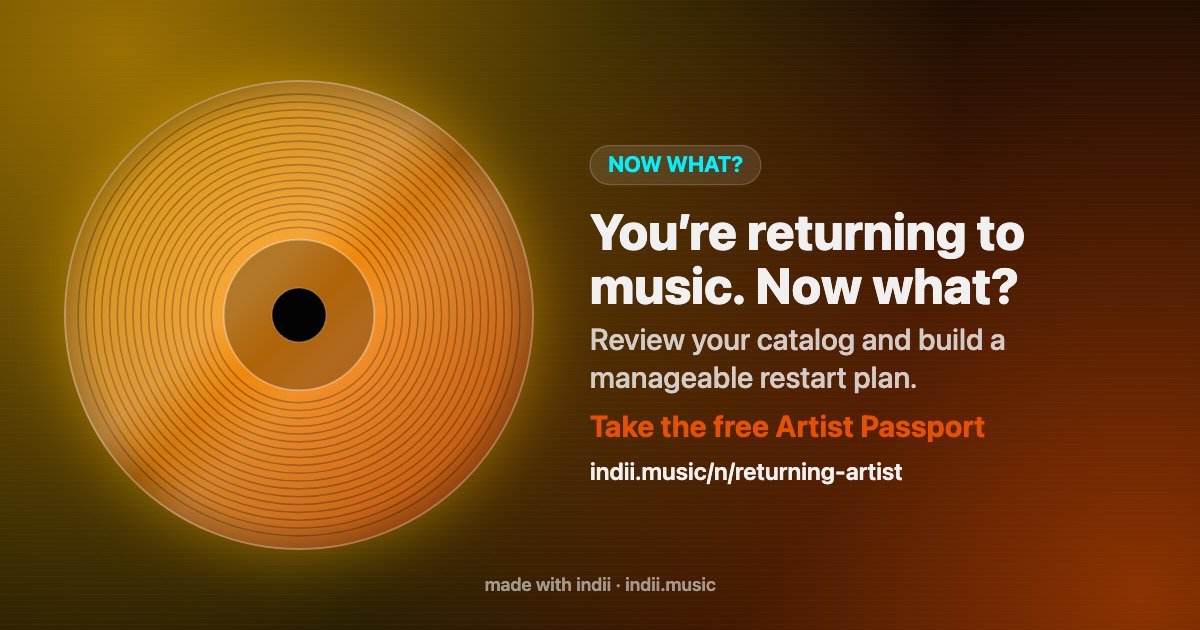 NOW WHAT?
You’re returning to
music. Now what?
Review your catalog and build a
manageable restart plan.
Take the free Artist Passport
indii.music/n/returning-artist
made with indii · indii.music